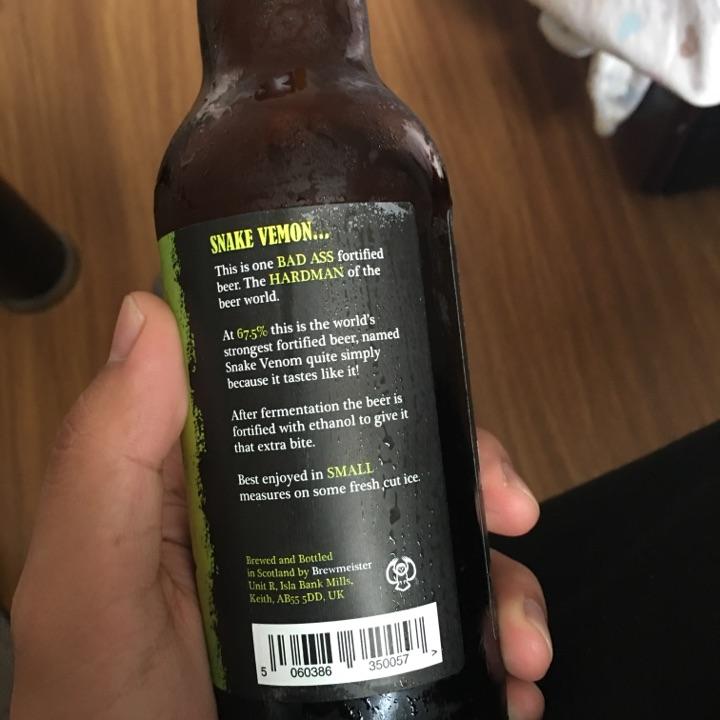 SNAKE VEMON...
This is one BAD ASS fortified
beer. The HARDMAN of the
beer world.
At 67.5% this is the world's
strongest fortified beer, named
Snake Venom quite simply
because it tastes like it!
After fermentation the beer is
fortified with ethanol to give it
that extra bite.
Best enjoyed in SMALL
measures on some fresh cut ice.
Brewed and Bottled
in Scotland by Brewmeister
Unit R, Isla Bank Mills,
Keith, AB55 5DD, UK
5 060386 350057 >